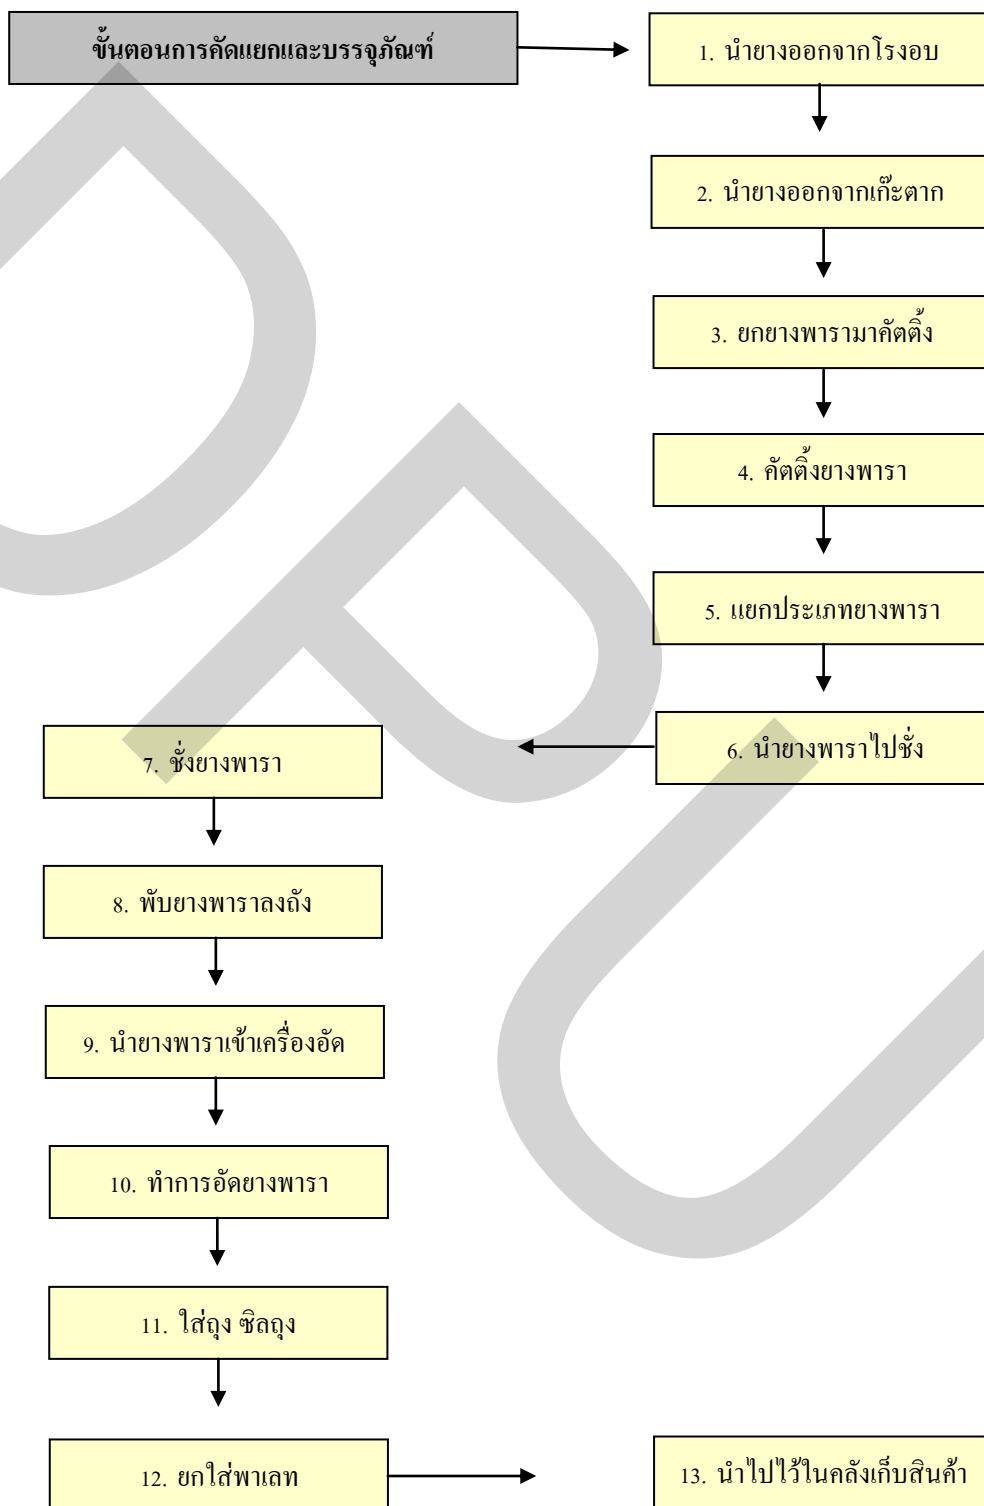 ขั้นตอนการคัดแยกและบรรจุภัณฑ์
1. นำยางออกจากโรงอบ
2. นำยางออกจากเก๊ะตาก
3. ยกยางพารามาคัตติ้ง
4. คัตติ้งยางพารา
5. แยกประเภทยางพารา
6. นำยางพาราไปชั่ง
7. ชั่งยางพารา
8. พับยางพาราลงถัง
9. นำยางพาราเข้าเครื่องอัด
10. ทำการอัดยางพารา
11. ใส่ถุง ซิลถุง
12. ยกใส่พาเลท
13. นำไปไว้ในคลังเก็บสินค้า
DPU